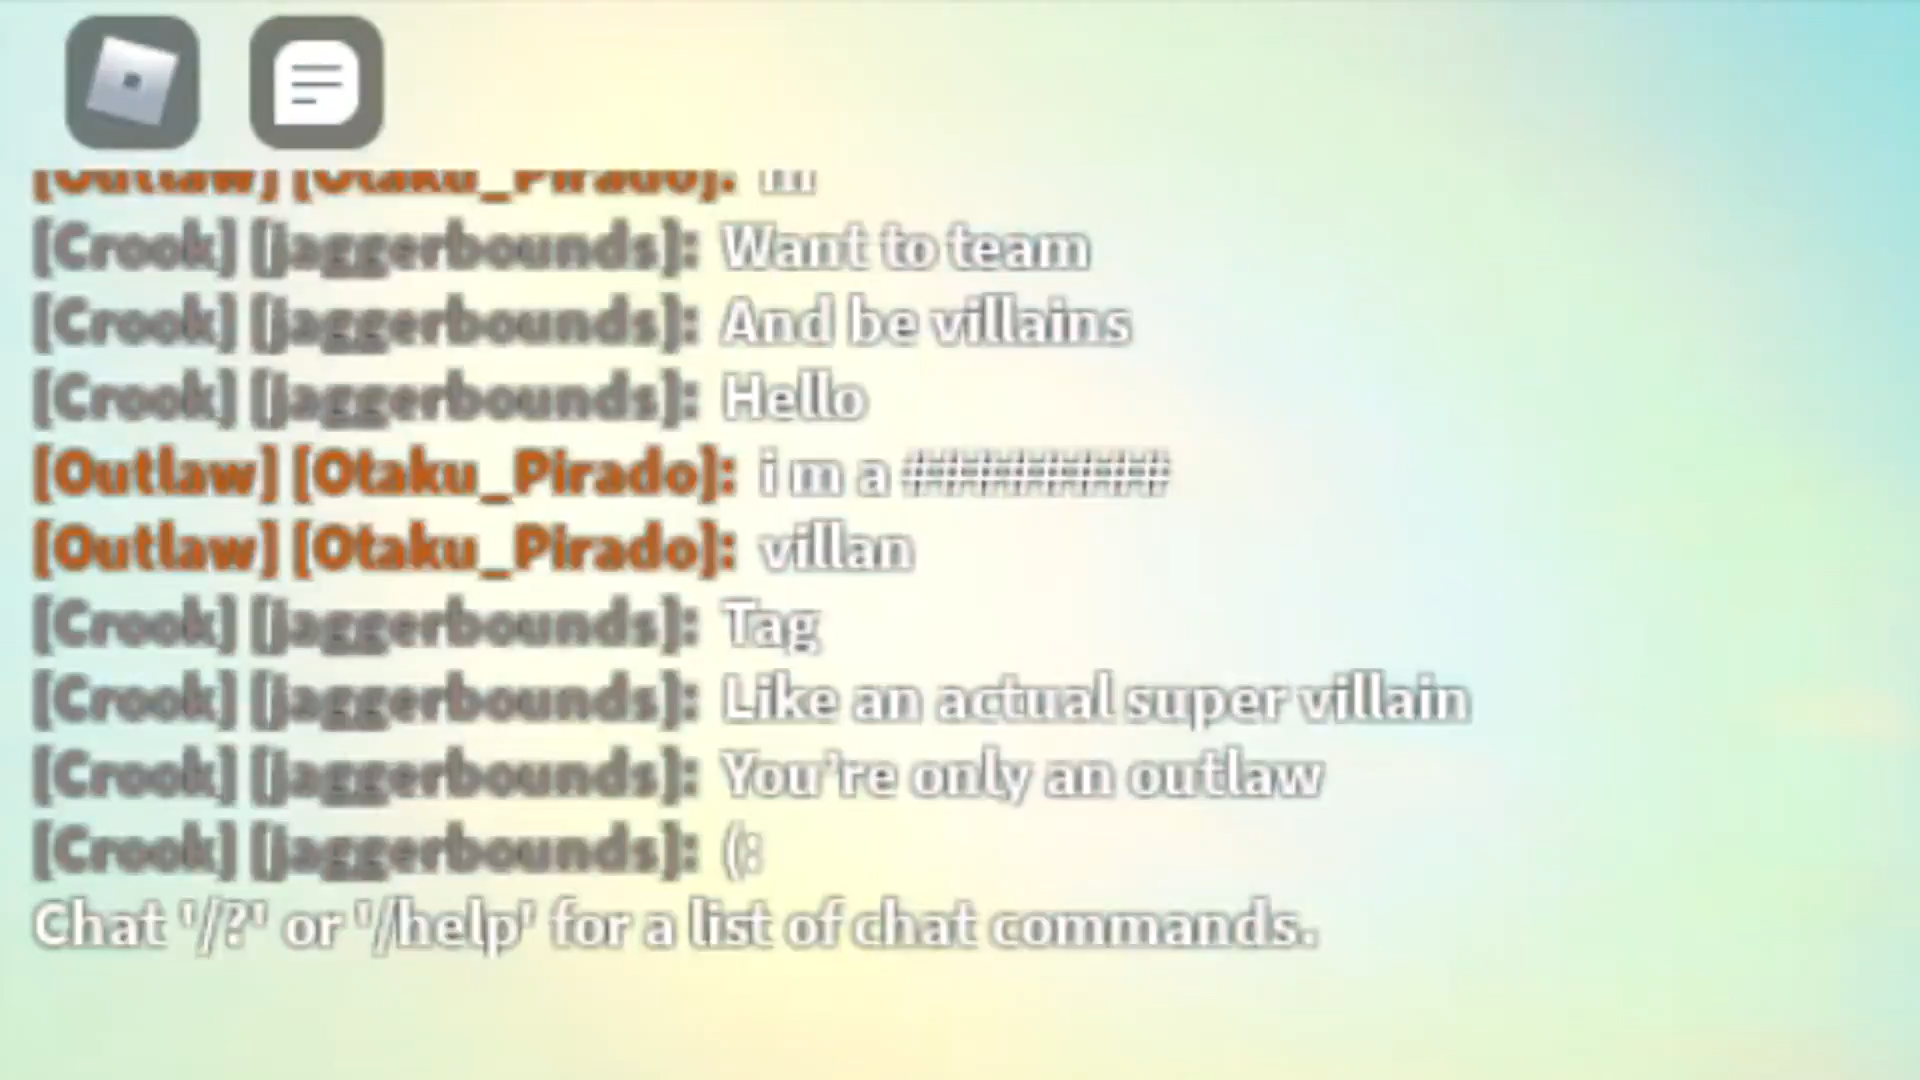 [Outlaw] [Otaku_Pirado]: m
[Crook] [jaggerbounds]: Want to team
[Crook] [jaggerbounds]: And be villains
[Crook] [jaggerbounds]: Hello
[Outlaw] [Otaku_Pirado]: i m a #########
[Outlaw] [Otaku_Pirado]: villan
[Crook] [jaggerbounds]: Tag
[Crook] [jaggerbounds]: Like an actual super villain
[Crook] [jaggerbounds]: You're only an outlaw
[Crook] [jaggerbounds]: (:
Chat '/?' or '/help' for a list of chat commands.